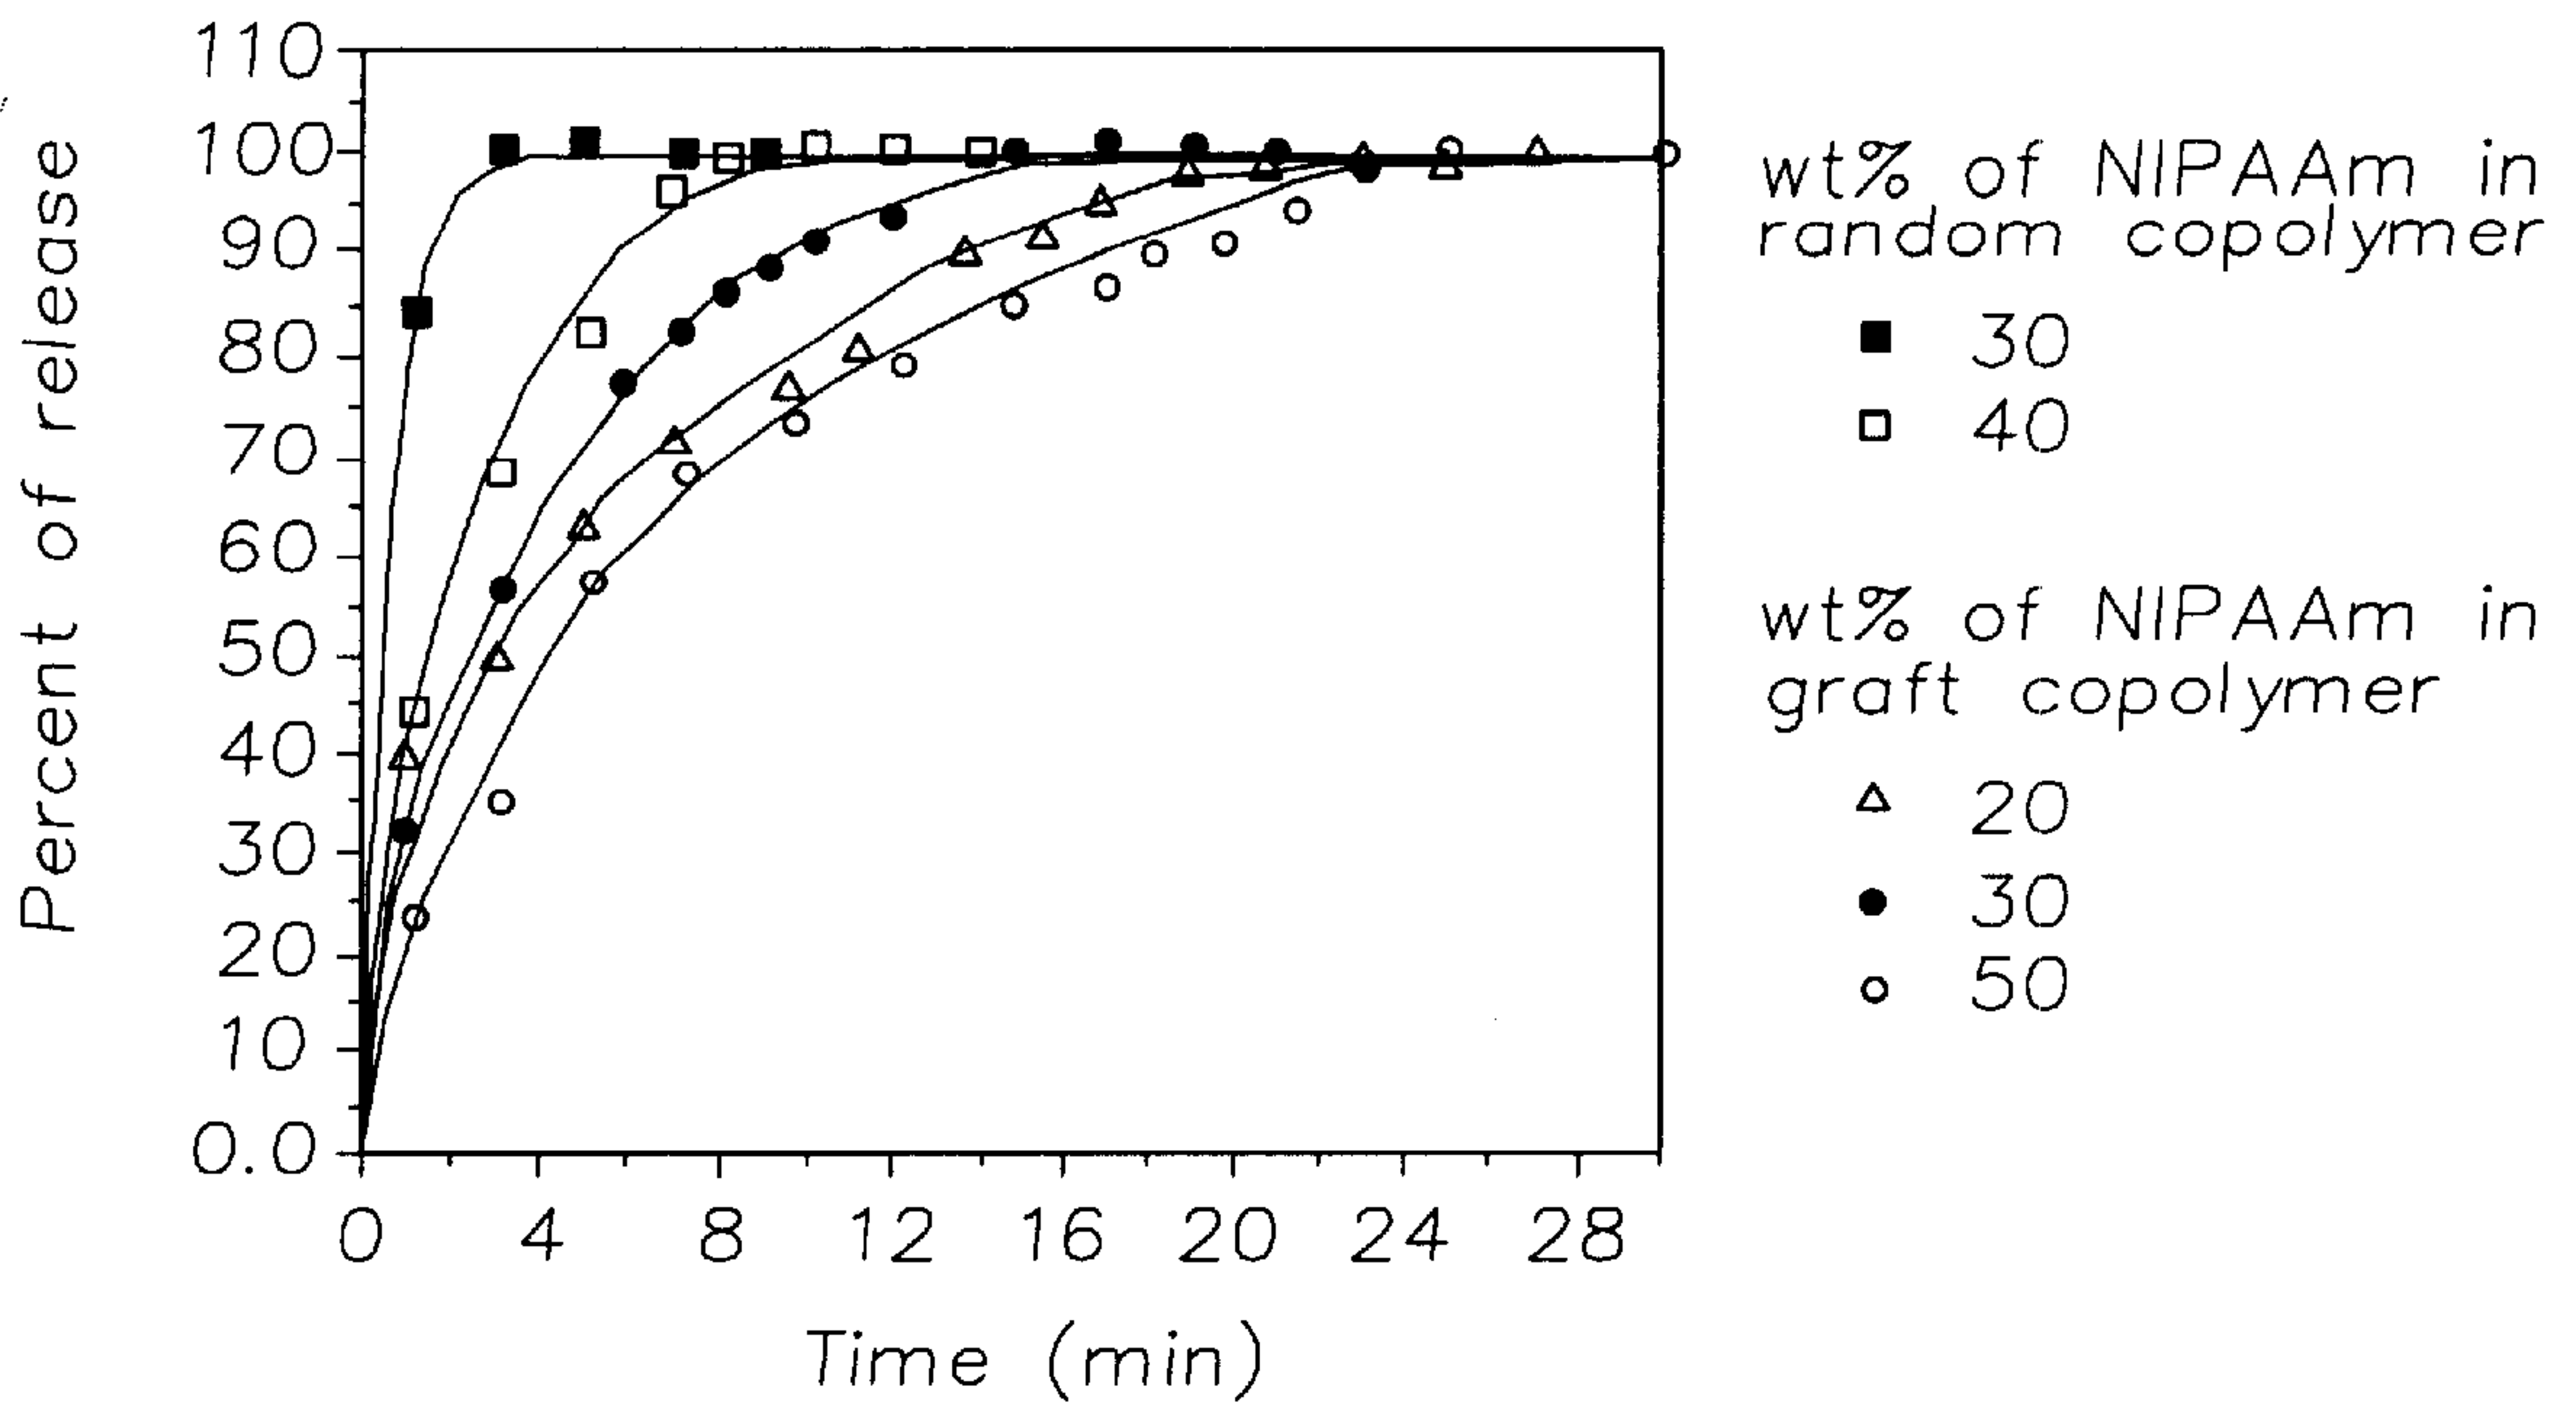 110
100
90
80
70
60
50
40
30
20
10
0.0
Percent of release
0 4 8 12 16 20 24 28
Time (min)
wt% of NIPAAm in
random copolymer
30
40
wt% of NIPAAm in
graft copolymer
20
30
50